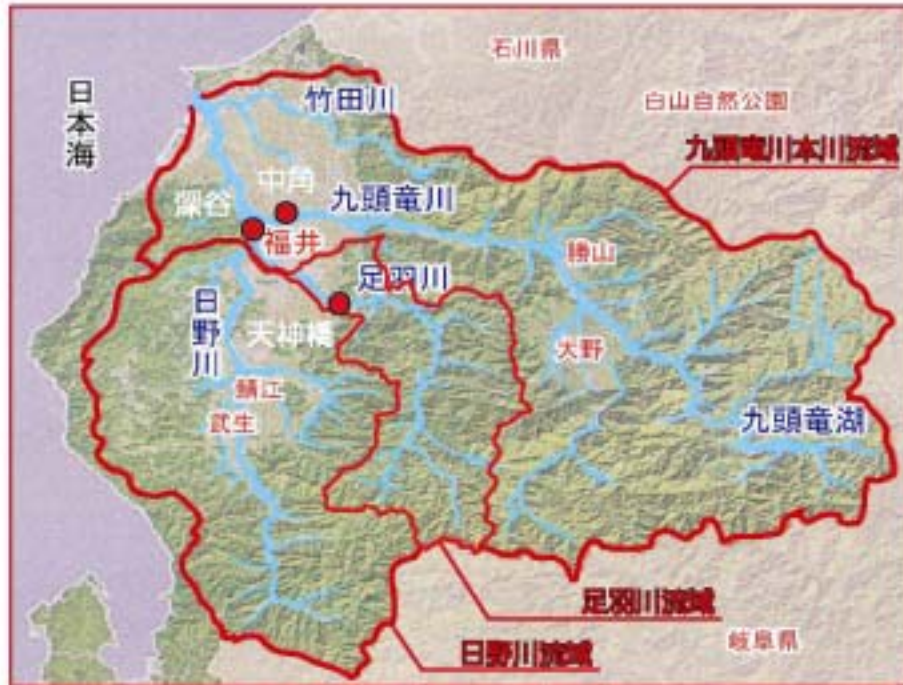 石川県
日本海
竹田川
白山自然公園
九頭竜川本川流域
中角
深谷
九頭竜川
福井
勝山
足羽川
日野川
天神橋
大野
鯖江
武生
九頭竜湖
足羽川流域
日野川流域
岐阜県